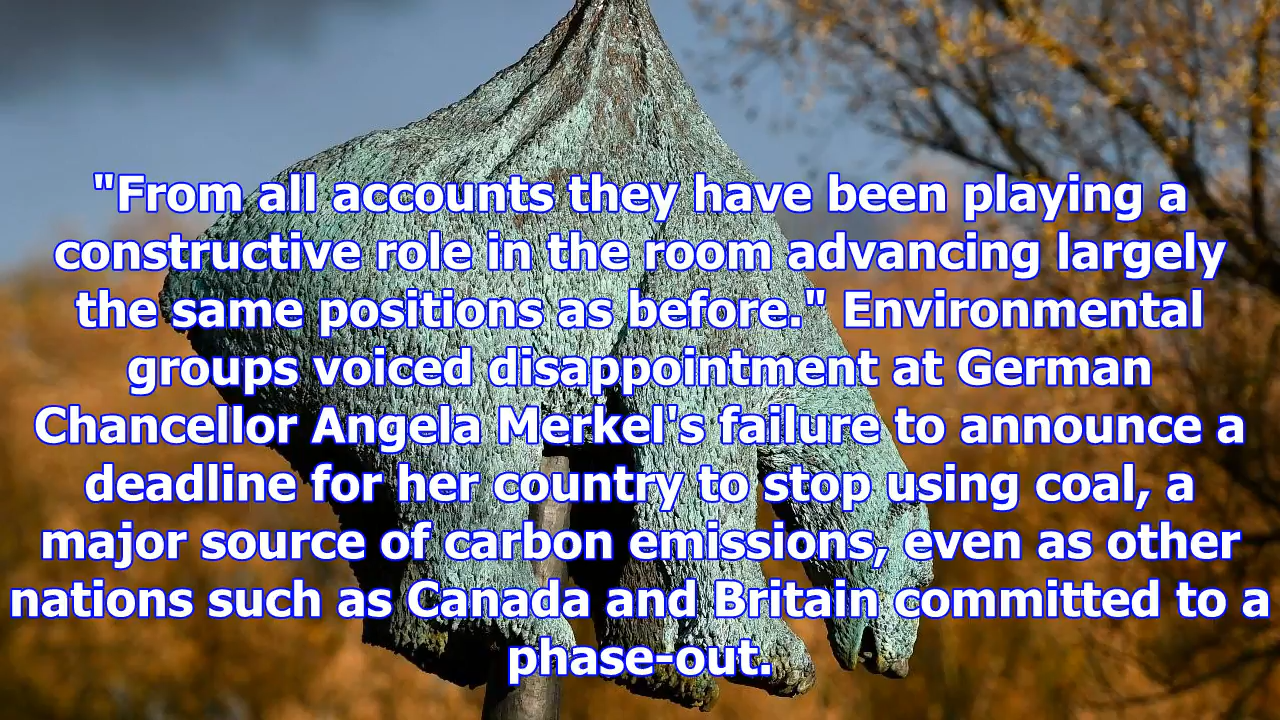 "From all accounts they have been playing a
constructive role in the room advancing largely
the same positions as before." Environmental
groups voiced disappointment at German
Chancellor Angela Merkel's failure to announce a
deadline for her country to stop using coal, a
major source of carbon emissions, even as other
nations such as Canada and Britain committed to a
phase-out.